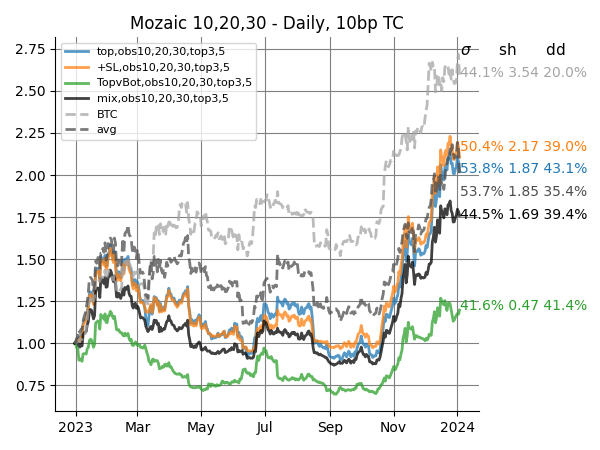 Mozaic 10,20,30 - Daily, 10bp TC
top,obs10,20,30,top3,5
+SL,obs10,20,30,top3,5
TopvBot,obs10,20,30,top3,5
mix,obs10,20,30,top3,5
BTC
avg
σ sh dd
44.1% 3.54 20.0%
50.4% 2.17 39.0%
53.8% 1.87 43.1%
53.7% 1.85 35.4%
44.5% 1.69 39.4%
41.6% 0.47 41.4%
2.75
2.50
2.25
2.00
1.75
1.50
1.25
1.00
0.75
2023 Mar May Jul Sep Nov 2024